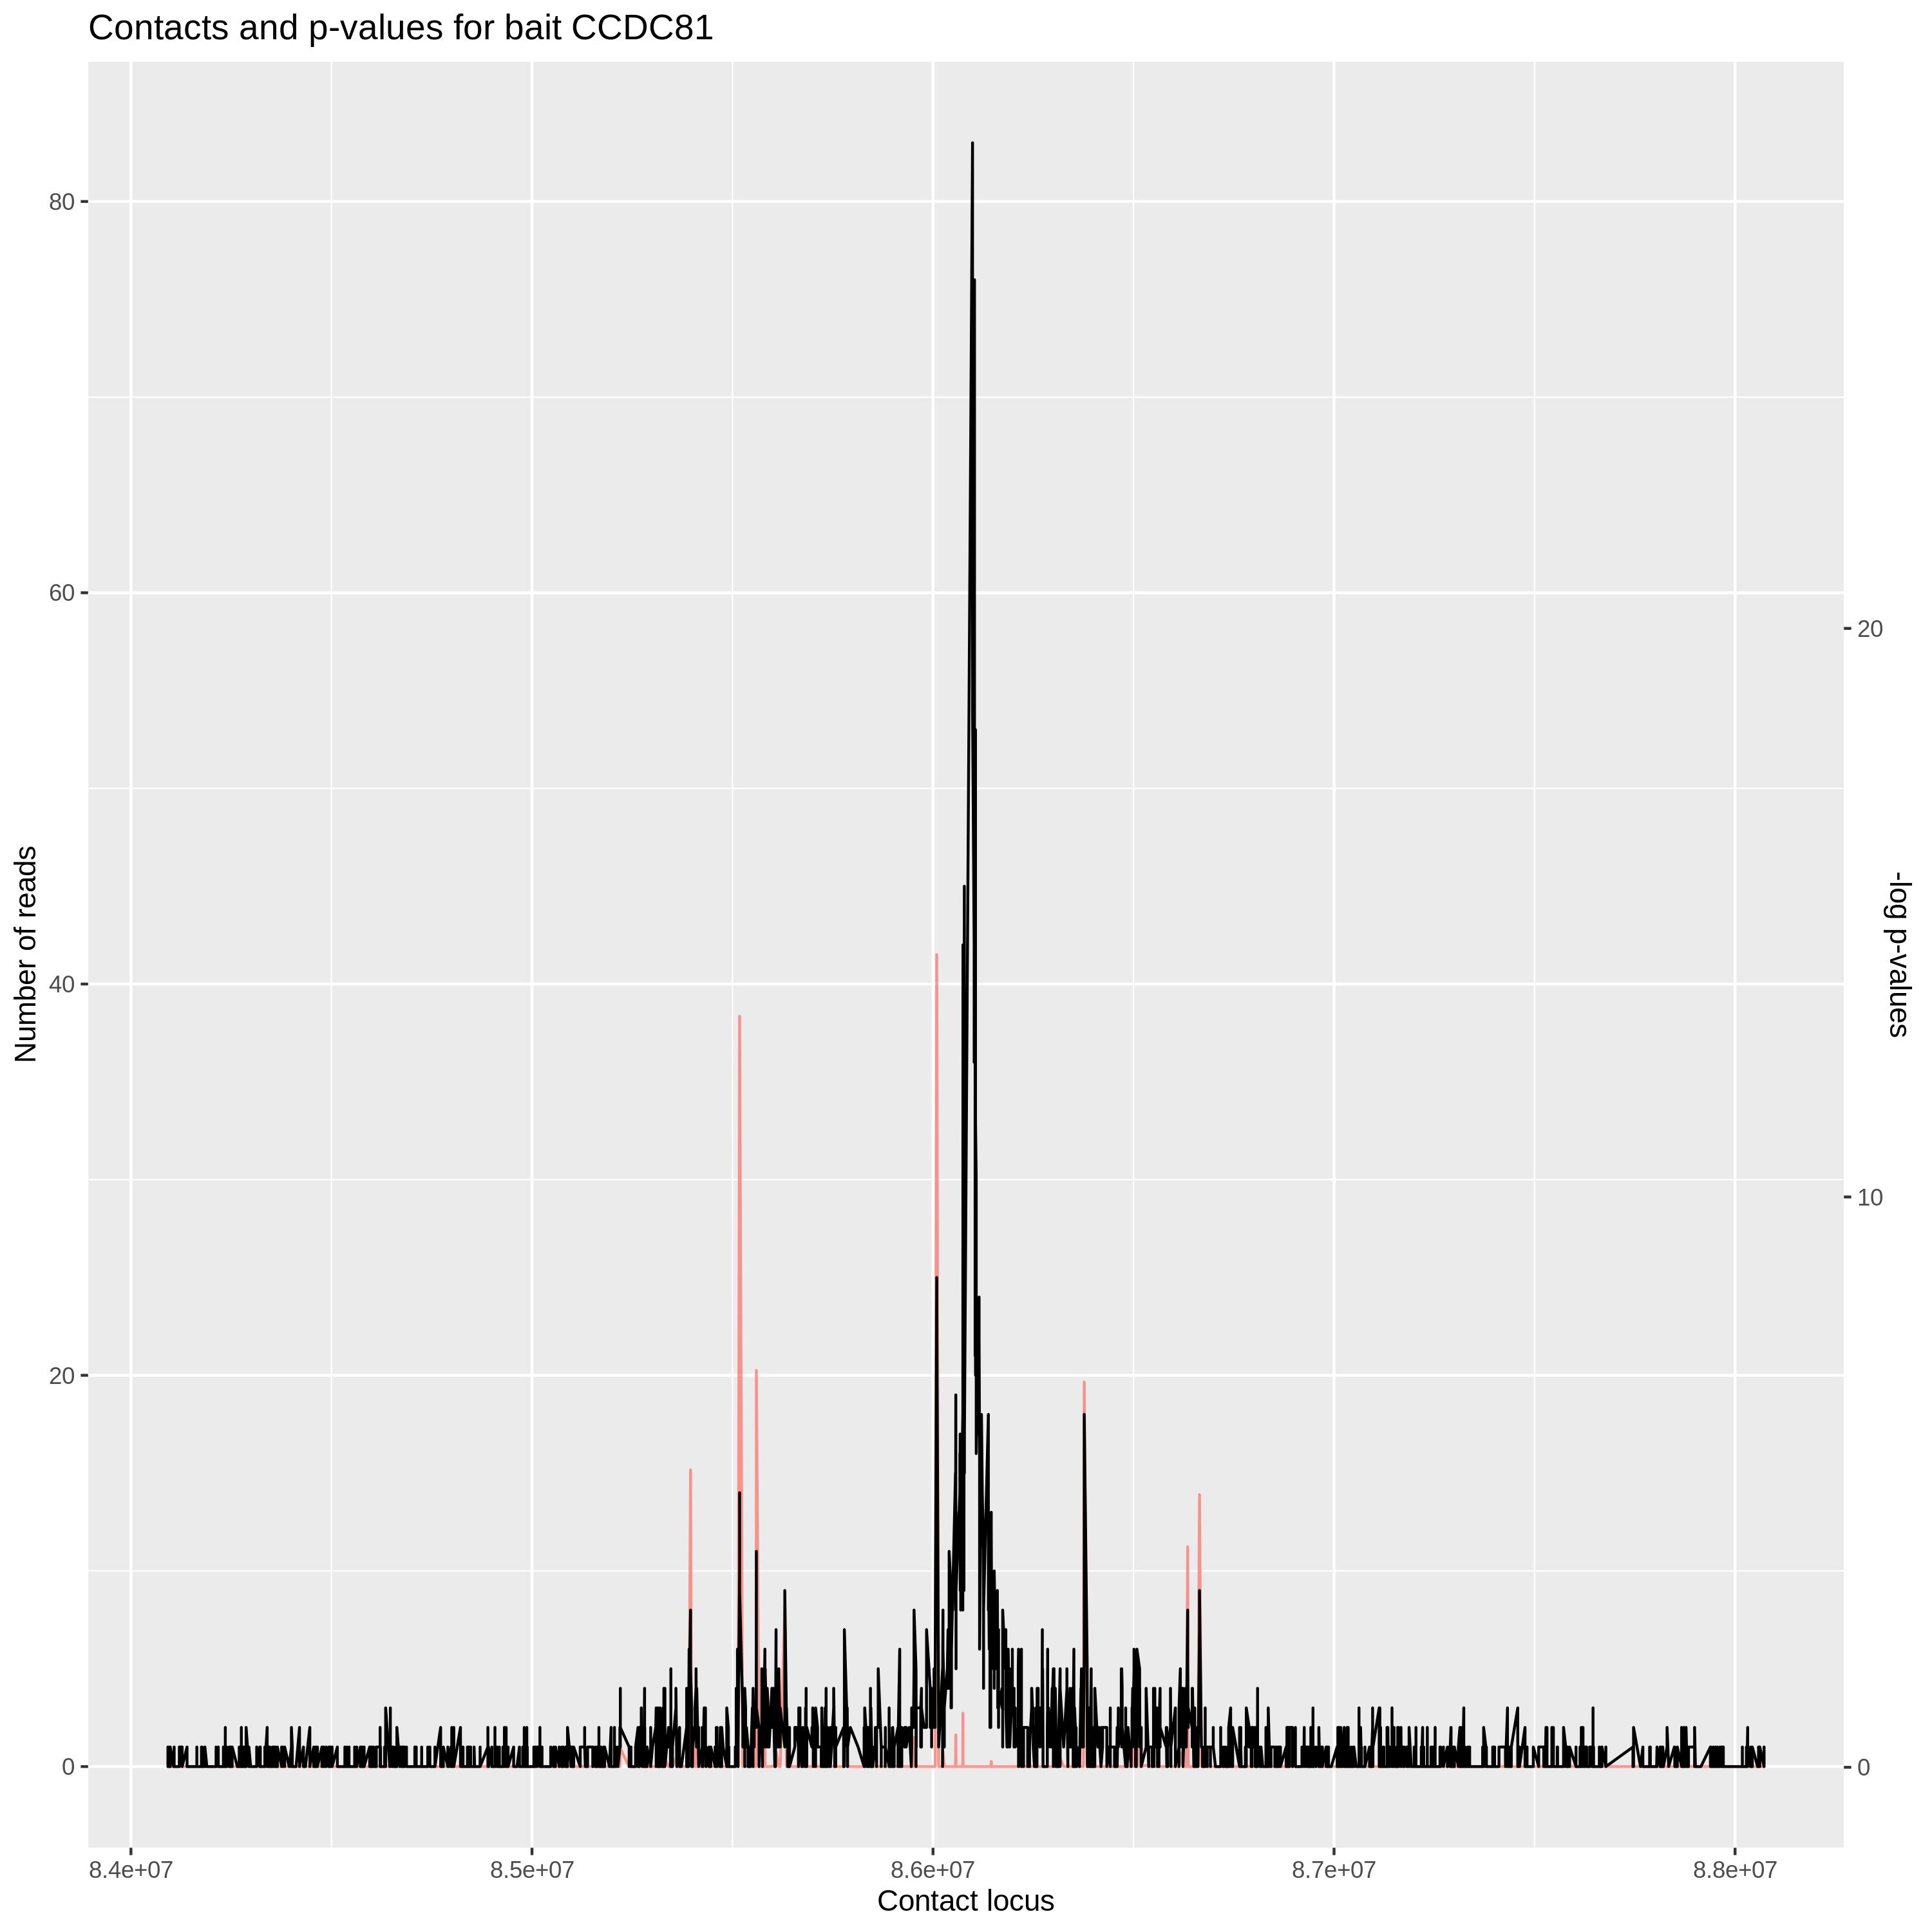 Contacts and p-values for bait CCDC81
80
60
40
20
0
Number of reads
20
10
0
-log p-values
8.4e+07
8.5e+07
8.6e+07
8.7e+07
8.8e+07
Contact locus